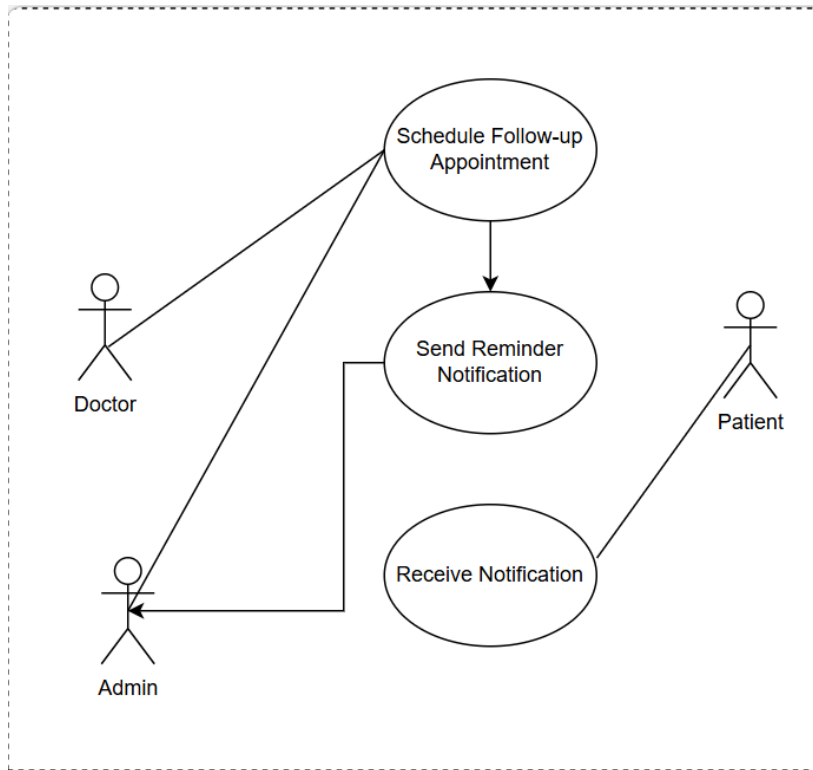 Schedule Follow-up
Appointment
Send Reminder
Notification
Doctor
Patient
Receive Notification
Admin